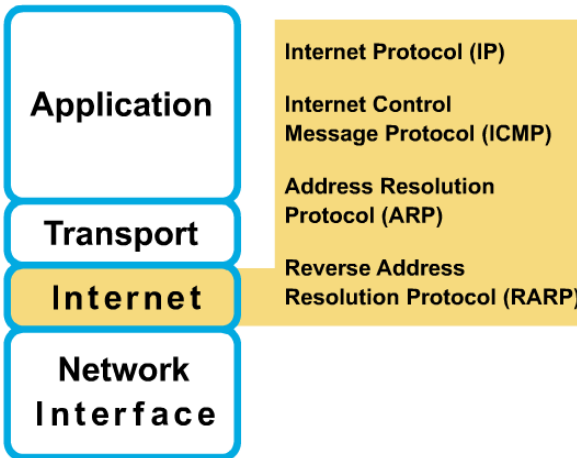 Application
Transport
Internet
Network
Interface
Internet Protocol (IP)
Internet Control
Message Protocol (ICMP)
Address Resolution
Protocol (ARP)
Reverse Address
Resolution Protocol (RARP)